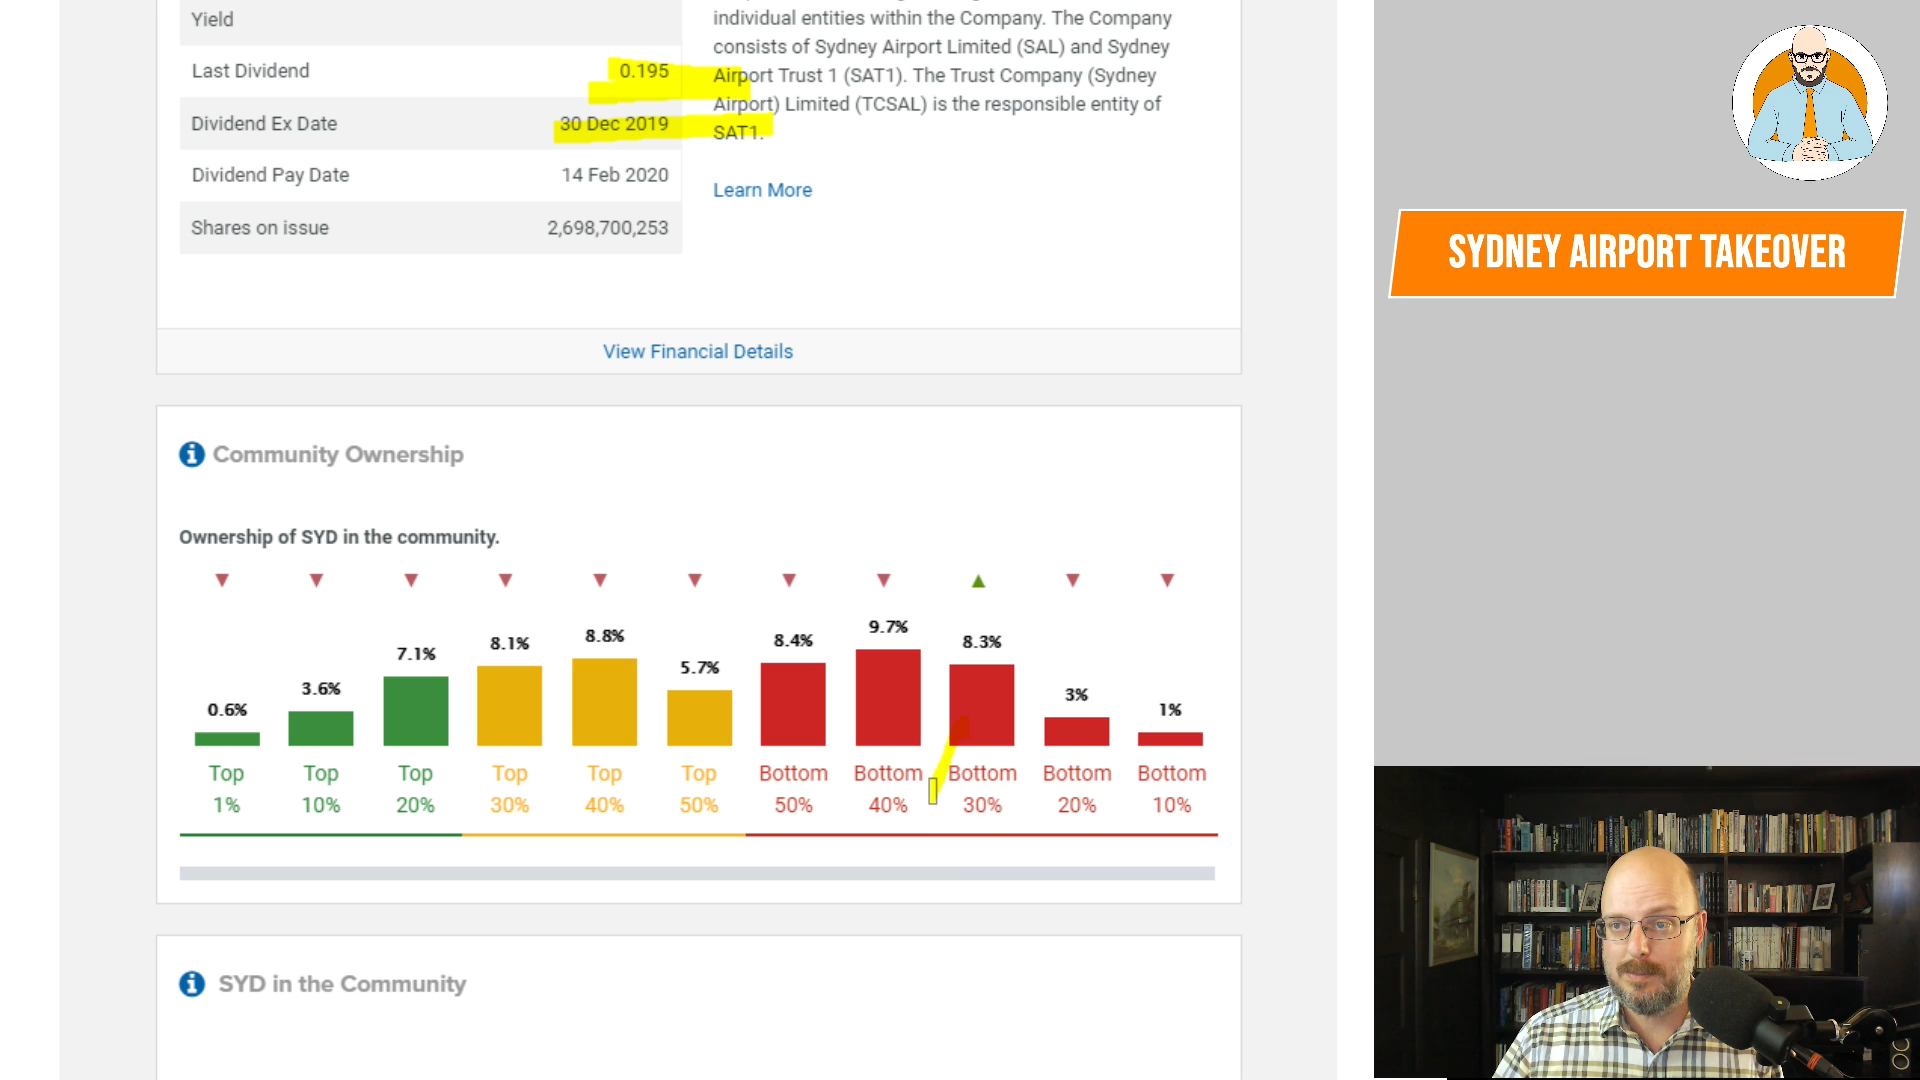 Yield
Last Dividend 0.195
Dividend Ex Date 30 Dec 2019
Dividend Pay Date 14 Feb 2020
Shares on issue 2,698,700,253
individual entities within the Company. The Company
consists of Sydney Airport Limited (SAL) and Sydney
Airport Trust 1 (SAT1). The Trust Company (Sydney
Airport) Limited (TCSAL) is the responsible entity of
SAT1.
Learn More
View Financial Details
Community Ownership
Ownership of SYD in the community.
0.6% 3.6% 7.1% 8.1% 8.8% 5.7% 8.4% 9.7% 8.3% 3% 1%
Top Top Top Top Top Top Bottom Bottom Bottom Bottom Bottom
1% 10% 20% 30% 40% 50% 50% 40% 30% 20% 10%
SYD in the Community
SYDNEY AIRPORT TAKEOVER